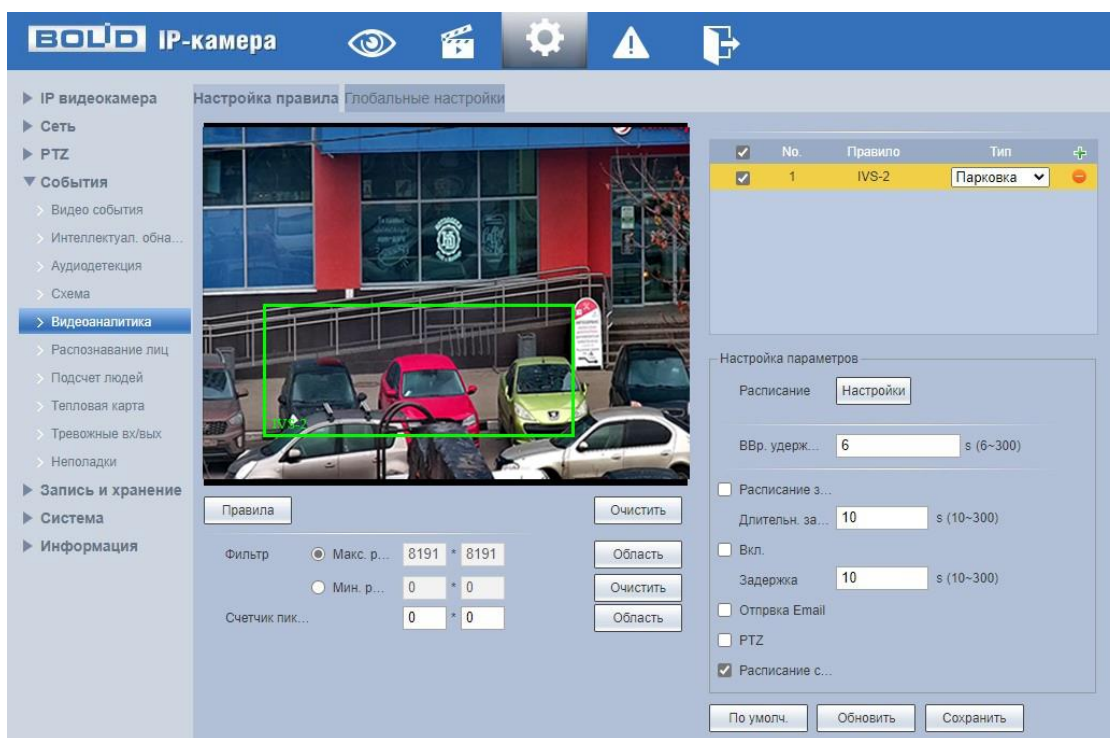 BOLID IP-камера
IP видеокамера
Сеть
PTZ
События
Видео события
Интеллектуал. обна...
Аудиодетекция
Схема
Видеоаналитика
Распознавание лиц
Подсчет людей
Тепловая карта
Тревожные вх/вых
Неполадки
Запись и хранение
Система
Информация
Настройка правила Глобальные настройки
IVS-2
Правила Очистить
Фильтр Макс. р... 8191 * 8191 Область
Мин. р... 0 * 0 Очистить
Счетчик пик... 0 * 0 Область
No. Правило Тип
1 IVS-2 Парковка
Настройка параметров
Расписание Настройки
ВВр. удерж... 6 s (6~300)
Расписание з...
Длительн. за... 10 s (10~300)
Вкл.
Задержка 10 s (10~300)
Отпрвка Email
PTZ
Расписание с...
По умолч. Обновить Сохранить